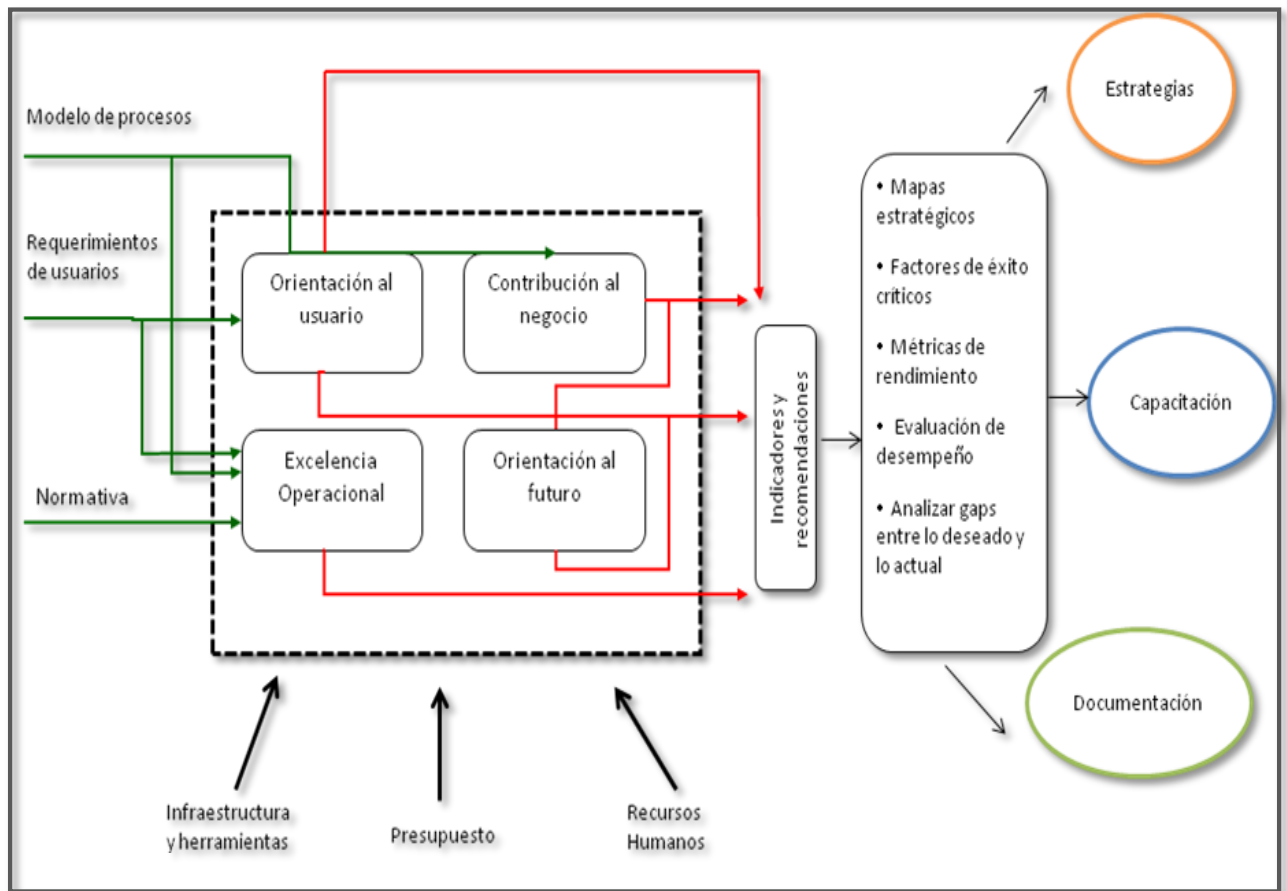 Modelo de procesos
Requerimientos
de usuarios
Normativa
Orientación al
usuario
Contribución al
negocio
Excelencia
Operacional
Orientación al
futuro
Infraestructura
y herramientas
Presupuesto
Recursos
Humanos
Indicadores y
recomendaciones
• Mapas
estratégicos
• Factores de éxito
críticos
• Métricas de
rendimiento
• Evaluación de
desempeño
• Analizar gaps
entre lo deseado y
lo actual
Estrategias
Capacitación
Documentación